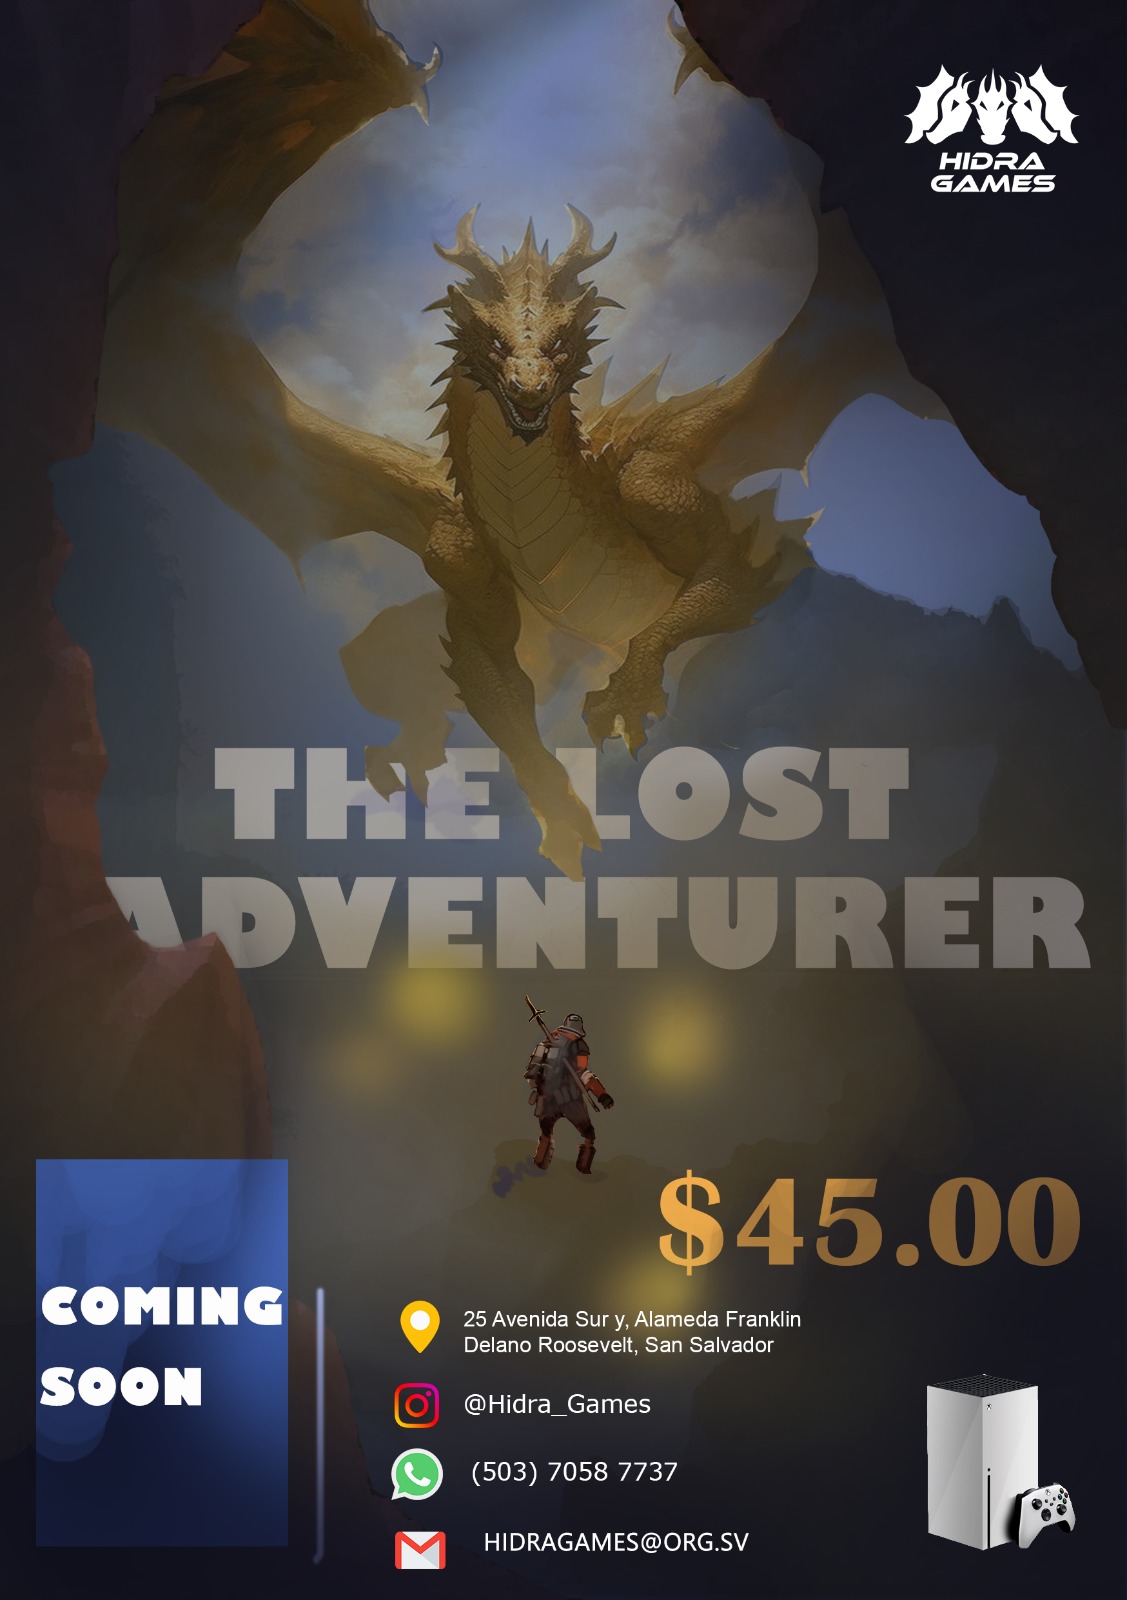 HIDRA
GAMES
THE LOST
ADVENTURER
$45.00
COMING
SOON
25 Avenida Sur y, Alameda Franklin
Delano Roosevelt, San Salvador
@Hidra_Games
(503) 7058 7737
HIDRAGAMES@ORG.SV